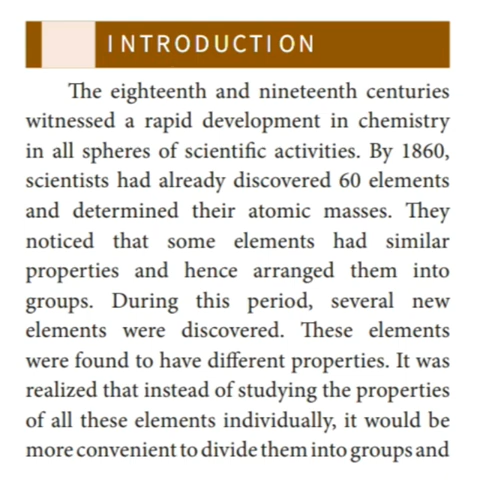 INTRODUCTION
The eighteenth and nineteenth centuries
witnessed a rapid development in chemistry
in all spheres of scientific activities. By 1860,
scientists had already discovered 60 elements
and determined their atomic masses. They
noticed that some elements had similar
properties and hence arranged them into
groups. During this period, several new
elements were discovered. These elements
were found to have different properties. It was
realized that instead of studying the properties
of all these elements individually, it would be
more convenient to divide them into groups and